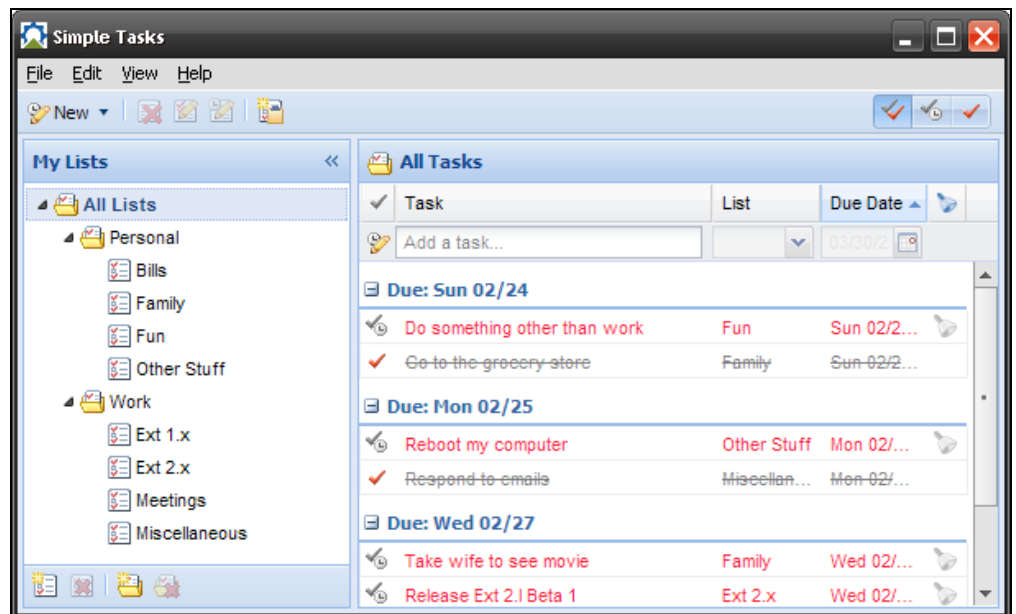 Simple Tasks
File Edit View Help
New
My Lists
All Tasks
All Lists
Personal
Bills
Family
Fun
Other Stuff
Work
Ext 1.x
Ext 2.x
Meetings
Miscellaneous
Task List Due Date
Add a task... 03/30/2
Due: Sun 02/24
Do something other than work Fun Sun 02/2...
Go to the grocery store Family Sun 02/2...
Due: Mon 02/25
Reboot my computer Other Stuff Mon 02/...
Respond to emails Miscellan... Mon 02/...
Due: Wed 02/27
Take wife to see movie Family Wed 02/...
Release Ext 2.1 Beta 1 Ext 2.x Wed 02/...